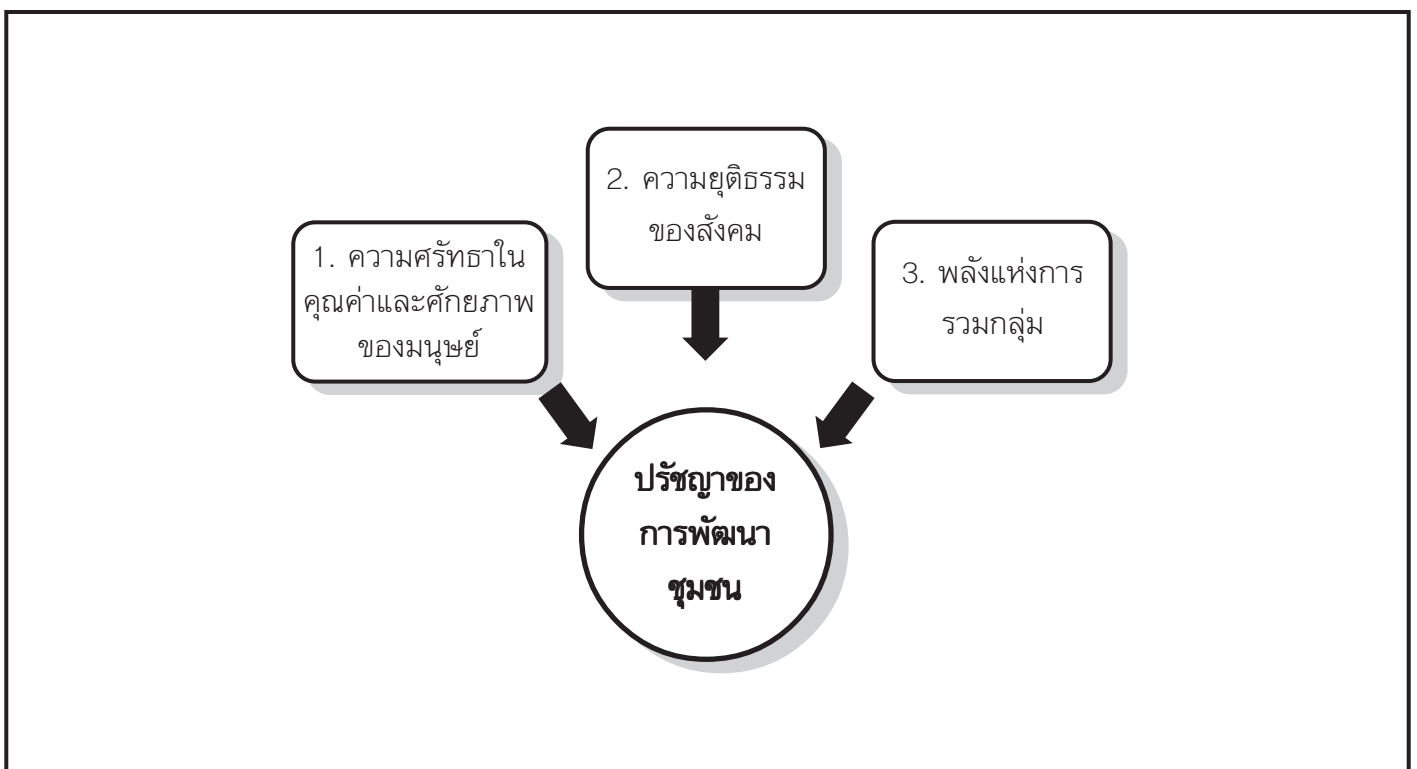 1. ความศรัทธาใน
คุณค่าและศักยภาพ
ของมนุษย์
2. ความยุติธรรม
ของสังคม
3. พลังแห่งการ
รวมกลุ่ม
ปรัชญาของ
การพัฒนา
ชุมชน